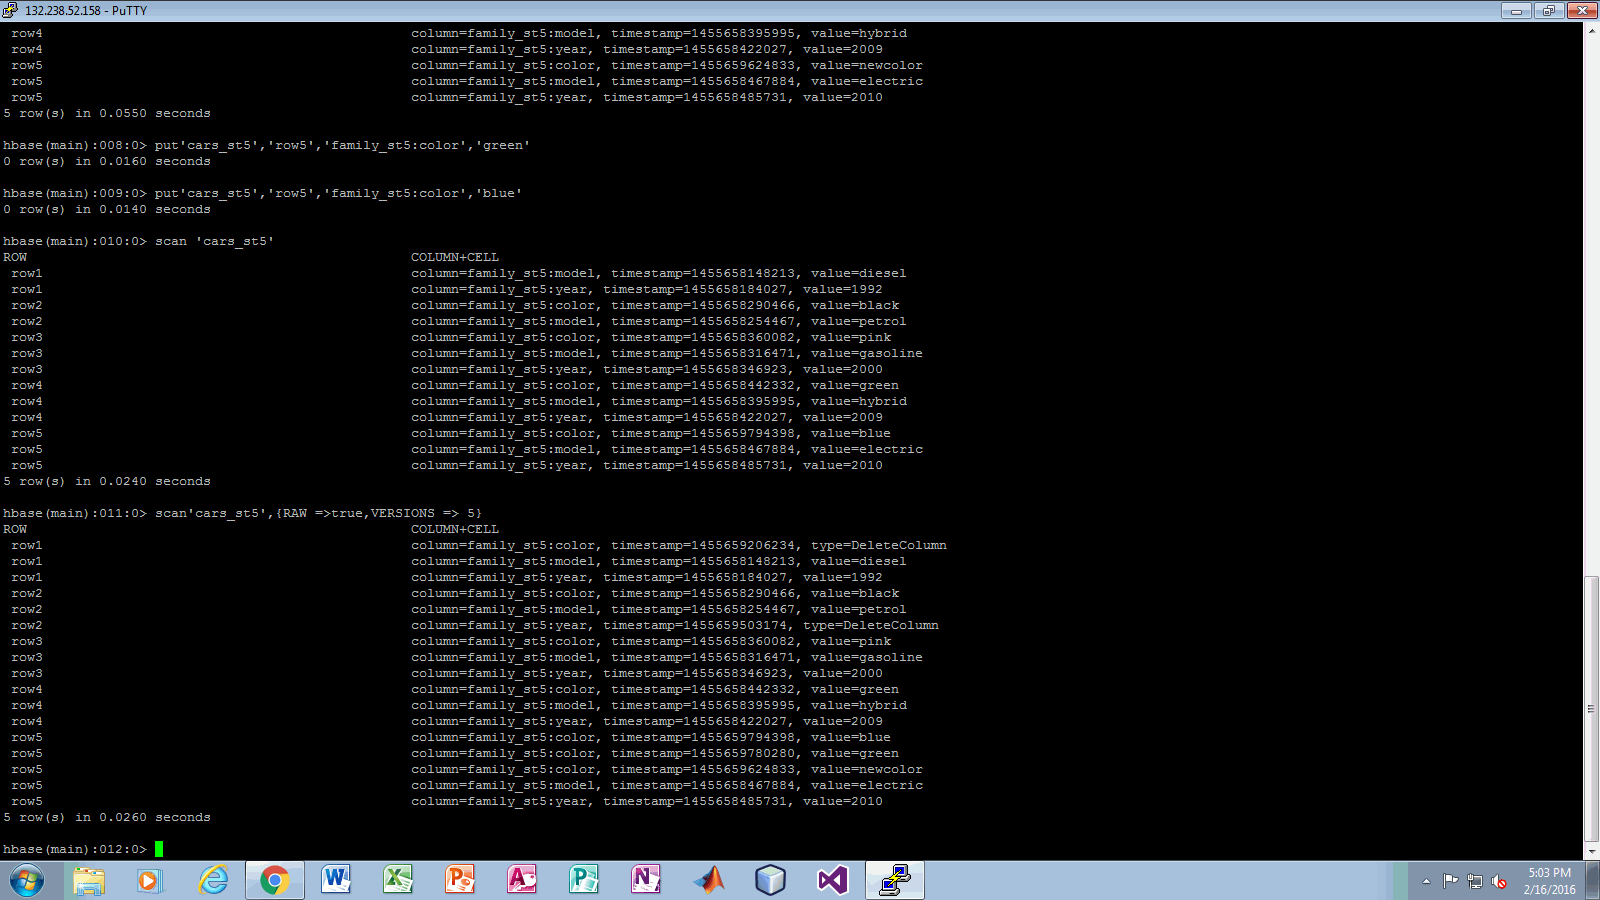 132.238.52.158 - PuTTY
row4 column=family_st5:model, timestamp=1455658395995, value=hybrid
row4 column=family_st5:year, timestamp=1455658422027, value=2009
row5 column=family_st5:color, timestamp=1455659624833, value=newcolor
row5 column=family_st5:model, timestamp=1455658467884, value=electric
row5 column=family_st5:year, timestamp=1455658485731, value=2010
5 row(s) in 0.0550 seconds
hbase(main):008:0> put'cars_st5','row5','family_st5:color','green'
0 row(s) in 0.0160 seconds
hbase(main):009:0> put'cars_st5','row5','family_st5:color','blue'
0 row(s) in 0.0140 seconds
hbase(main):010:0> scan 'cars_st5'
ROW COLUMN+CELL
row1 column=family_st5:model, timestamp=1455658148213, value=diesel
row1 column=family_st5:year, timestamp=1455658184027, value=1992
row2 column=family_st5:color, timestamp=1455658290466, value=black
row2 column=family_st5:model, timestamp=1455658254467, value=petrol
row3 column=family_st5:color, timestamp=1455658360082, value=pink
row3 column=family_st5:model, timestamp=1455658316471, value=gasoline
row3 column=family_st5:year, timestamp=1455658346923, value=2000
row4 column=family_st5:color, timestamp=1455658442332, value=green
row4 column=family_st5:model, timestamp=1455658395995, value=hybrid
row4 column=family_st5:year, timestamp=1455658422027, value=2009
row5 column=family_st5:color, timestamp=1455659794398, value=blue
row5 column=family_st5:model, timestamp=1455658467884, value=electric
row5 column=family_st5:year, timestamp=1455658485731, value=2010
5 row(s) in 0.0240 seconds
hbase(main):011:0> scan'cars_st5',{RAW =>true,VERSIONS => 5}
ROW COLUMN+CELL
row1 column=family_st5:color, timestamp=1455659206234, type=DeleteColumn
row1 column=family_st5:model, timestamp=1455658148213, value=diesel
row1 column=family_st5:year, timestamp=1455658184027, value=1992
row2 column=family_st5:color, timestamp=1455658290466, value=black
row2 column=family_st5:model, timestamp=1455658254467, value=petrol
row2 column=family_st5:year, timestamp=1455659503174, type=DeleteColumn
row3 column=family_st5:color, timestamp=1455658360082, value=pink
row3 column=family_st5:model, timestamp=1455658316471, value=gasoline
row3 column=family_st5:year, timestamp=1455658346923, value=2000
row4 column=family_st5:color, timestamp=1455658442332, value=green
row4 column=family_st5:model, timestamp=1455658395995, value=hybrid
row4 column=family_st5:year, timestamp=1455658422027, value=2009
row5 column=family_st5:color, timestamp=1455659794398, value=blue
row5 column=family_st5:color, timestamp=1455659780280, value=green
row5 column=family_st5:color, timestamp=1455659624833, value=newcolor
row5 column=family_st5:model, timestamp=1455658467884, value=electric
row5 column=family_st5:year, timestamp=1455658485731, value=2010
5 row(s) in 0.0260 seconds
hbase(main):012:0>
5:03 PM
2/16/2016